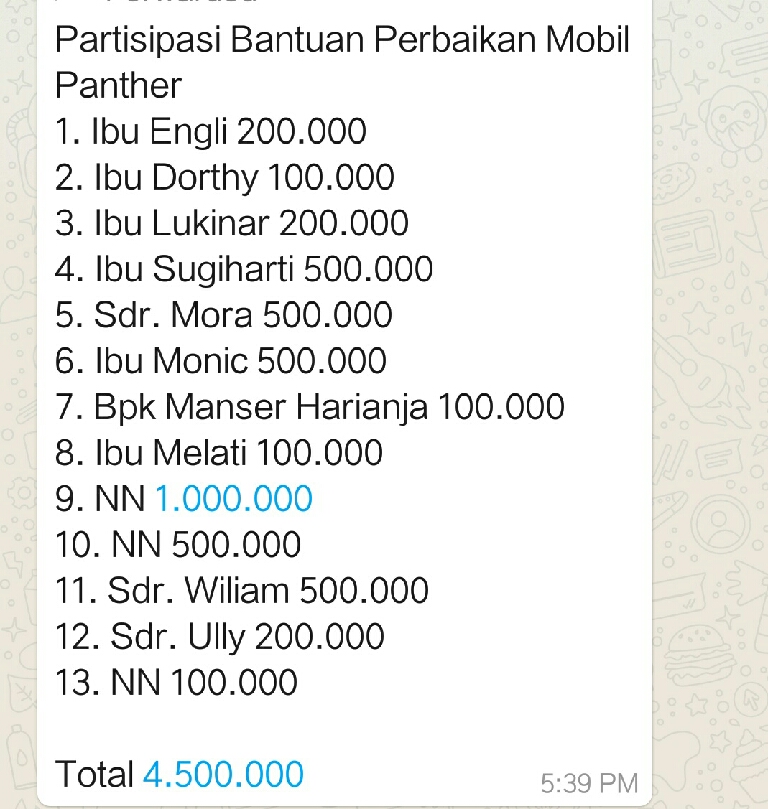 Partisipasi Bantuan Perbaikan Mobil
Panther
1. Ibu Engli 200.000
2. Ibu Dorthy 100.000
3. Ibu Lukinar 200.000
4. Ibu Sugiharti 500.000
5. Sdr. Mora 500.000
6. Ibu Monic 500.000
7. Bpk Manser Harianja 100.000
8. Ibu Melati 100.000
9. NN 1.000.000
10. NN 500.000
11. Sdr. Wiliam 500.000
12. Sdr. Ully 200.000
13. NN 100.000
Total 4.500.000
5:39 PM